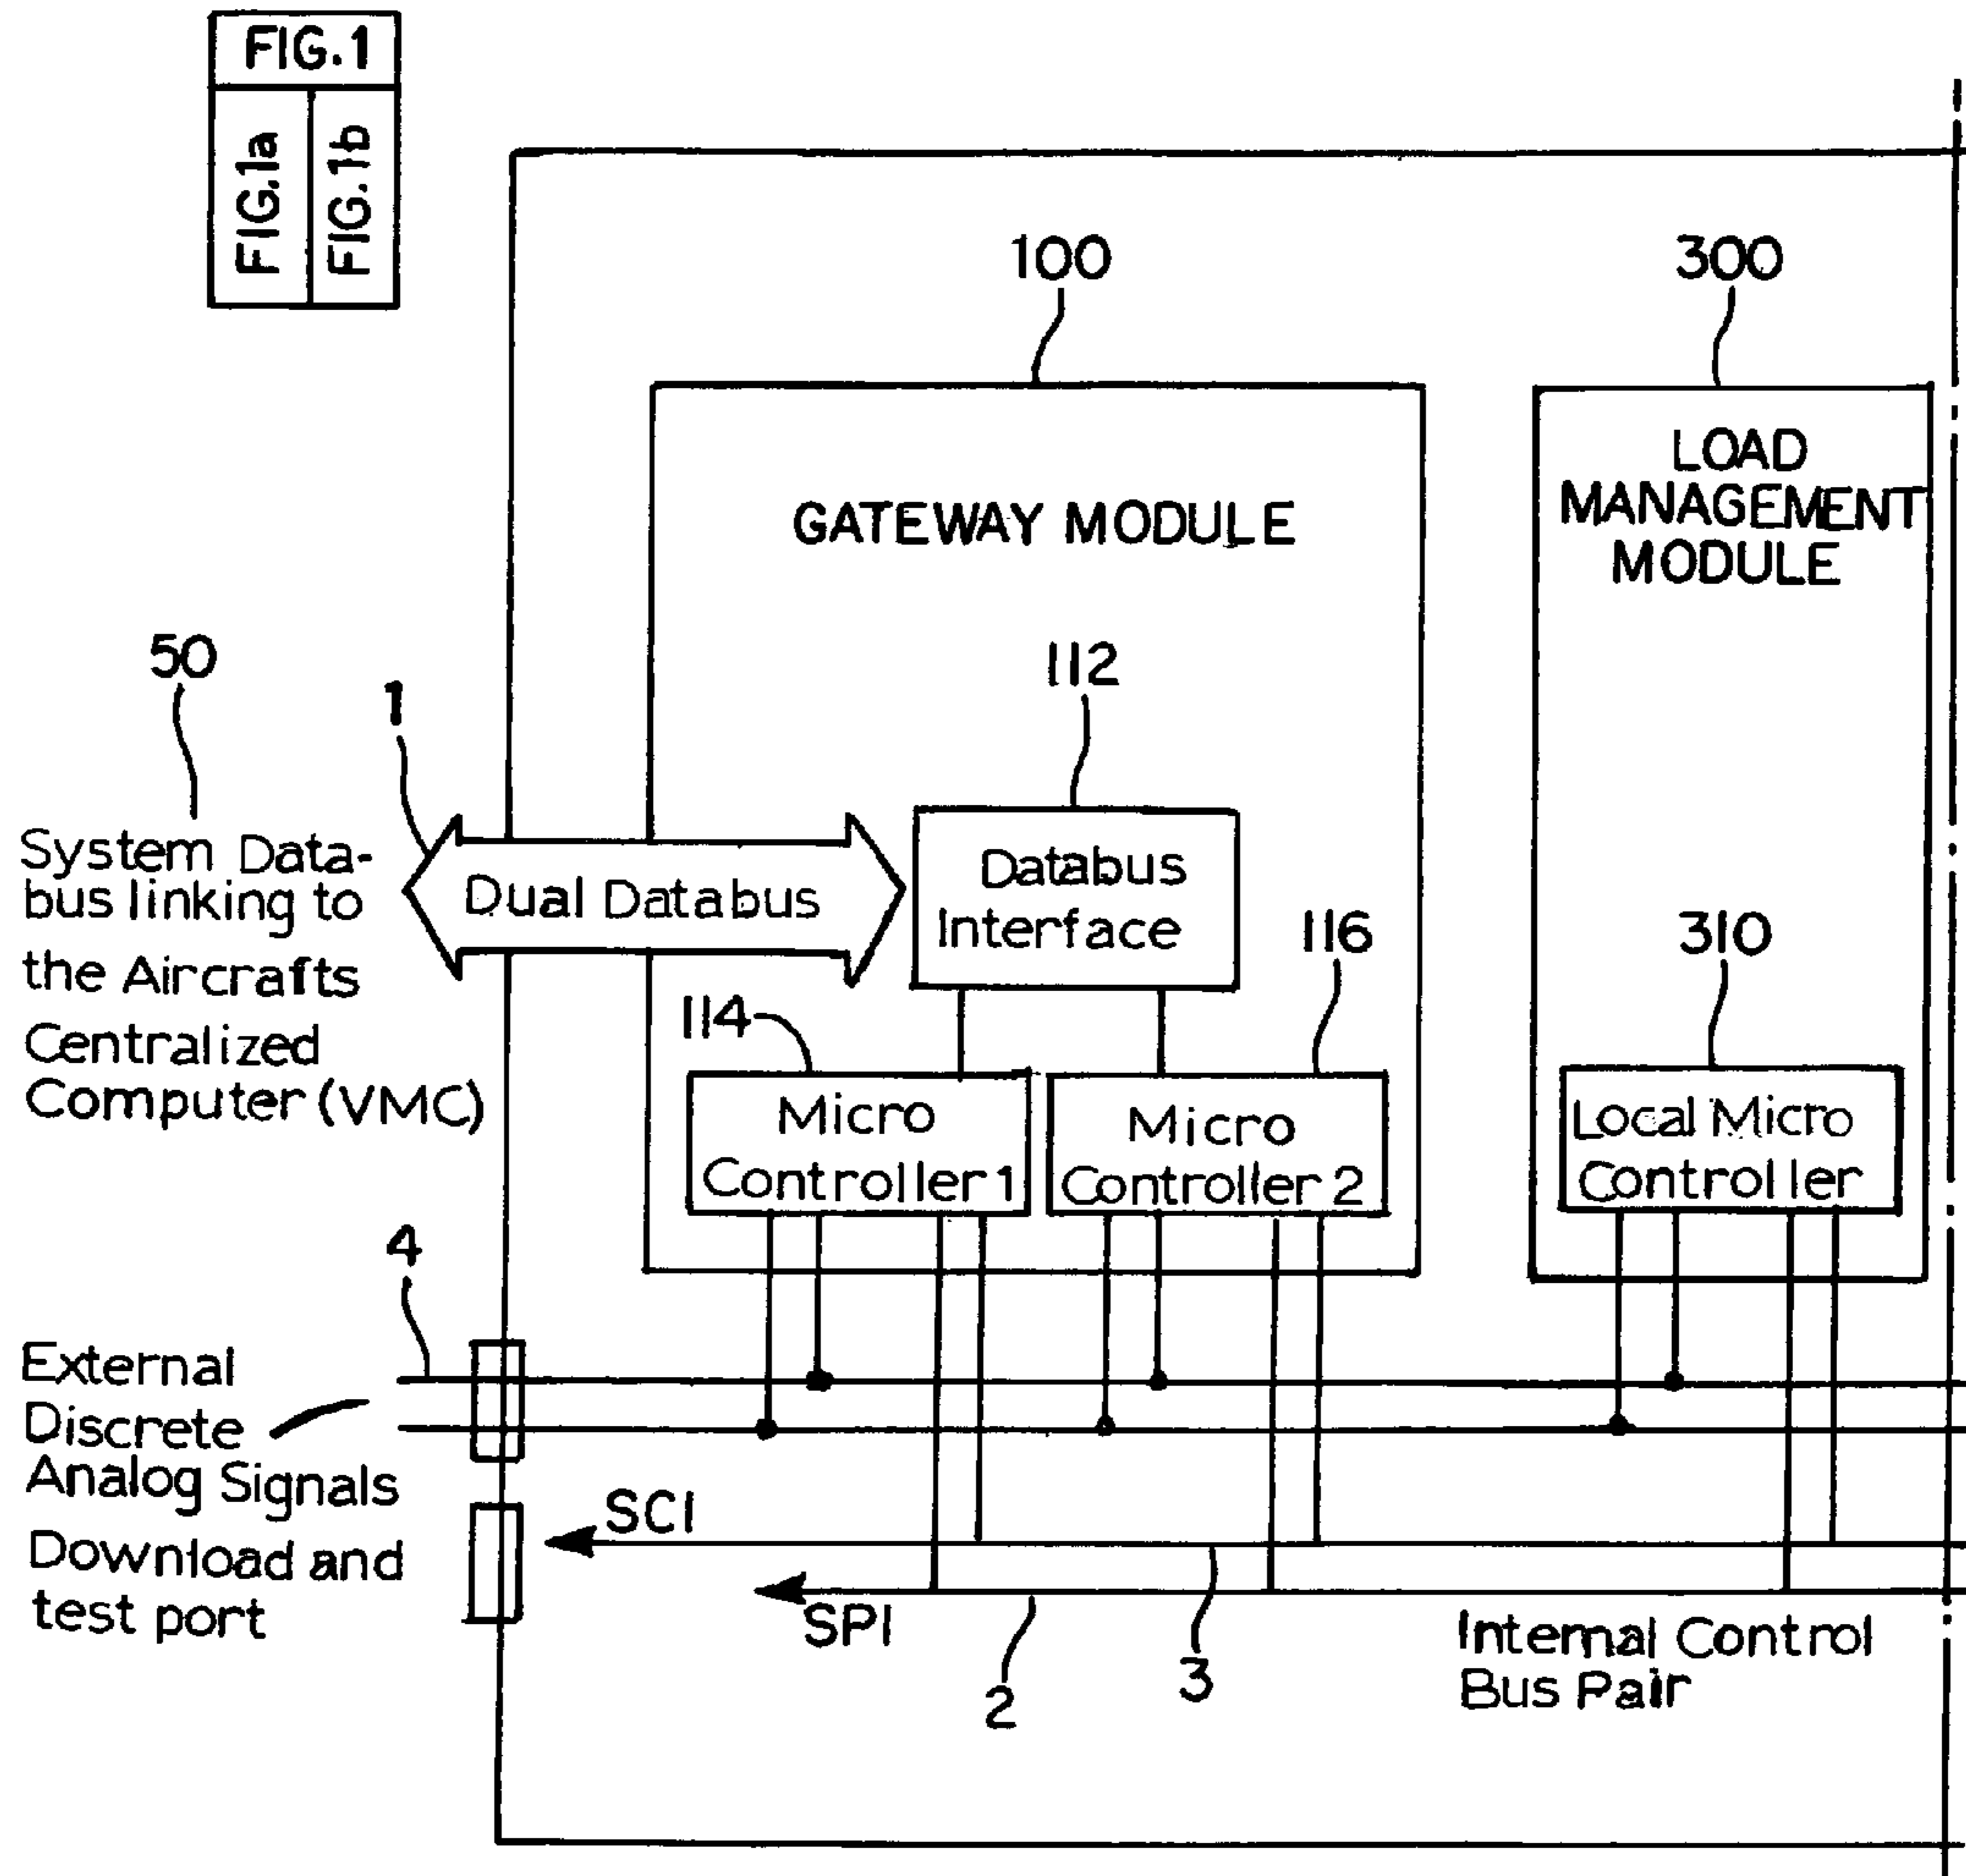 FIG.1
FIG.1a
FIG.1b
100
300
GATEWAY MODULE
LOAD
MANAGEMENT
MODULE
50
1
112
System Data-
bus linking to
the Aircrafts
Centralized
Computer (VMC)
Dual Databus
Databus
Interface
116
310
114
Micro
Controller 1
Micro
Controller 2
Local Micro
Controller
4
External
Discrete
Analog Signals
Download and
test port
SCI
SPI
2
3
Internal Control
Bus Pair